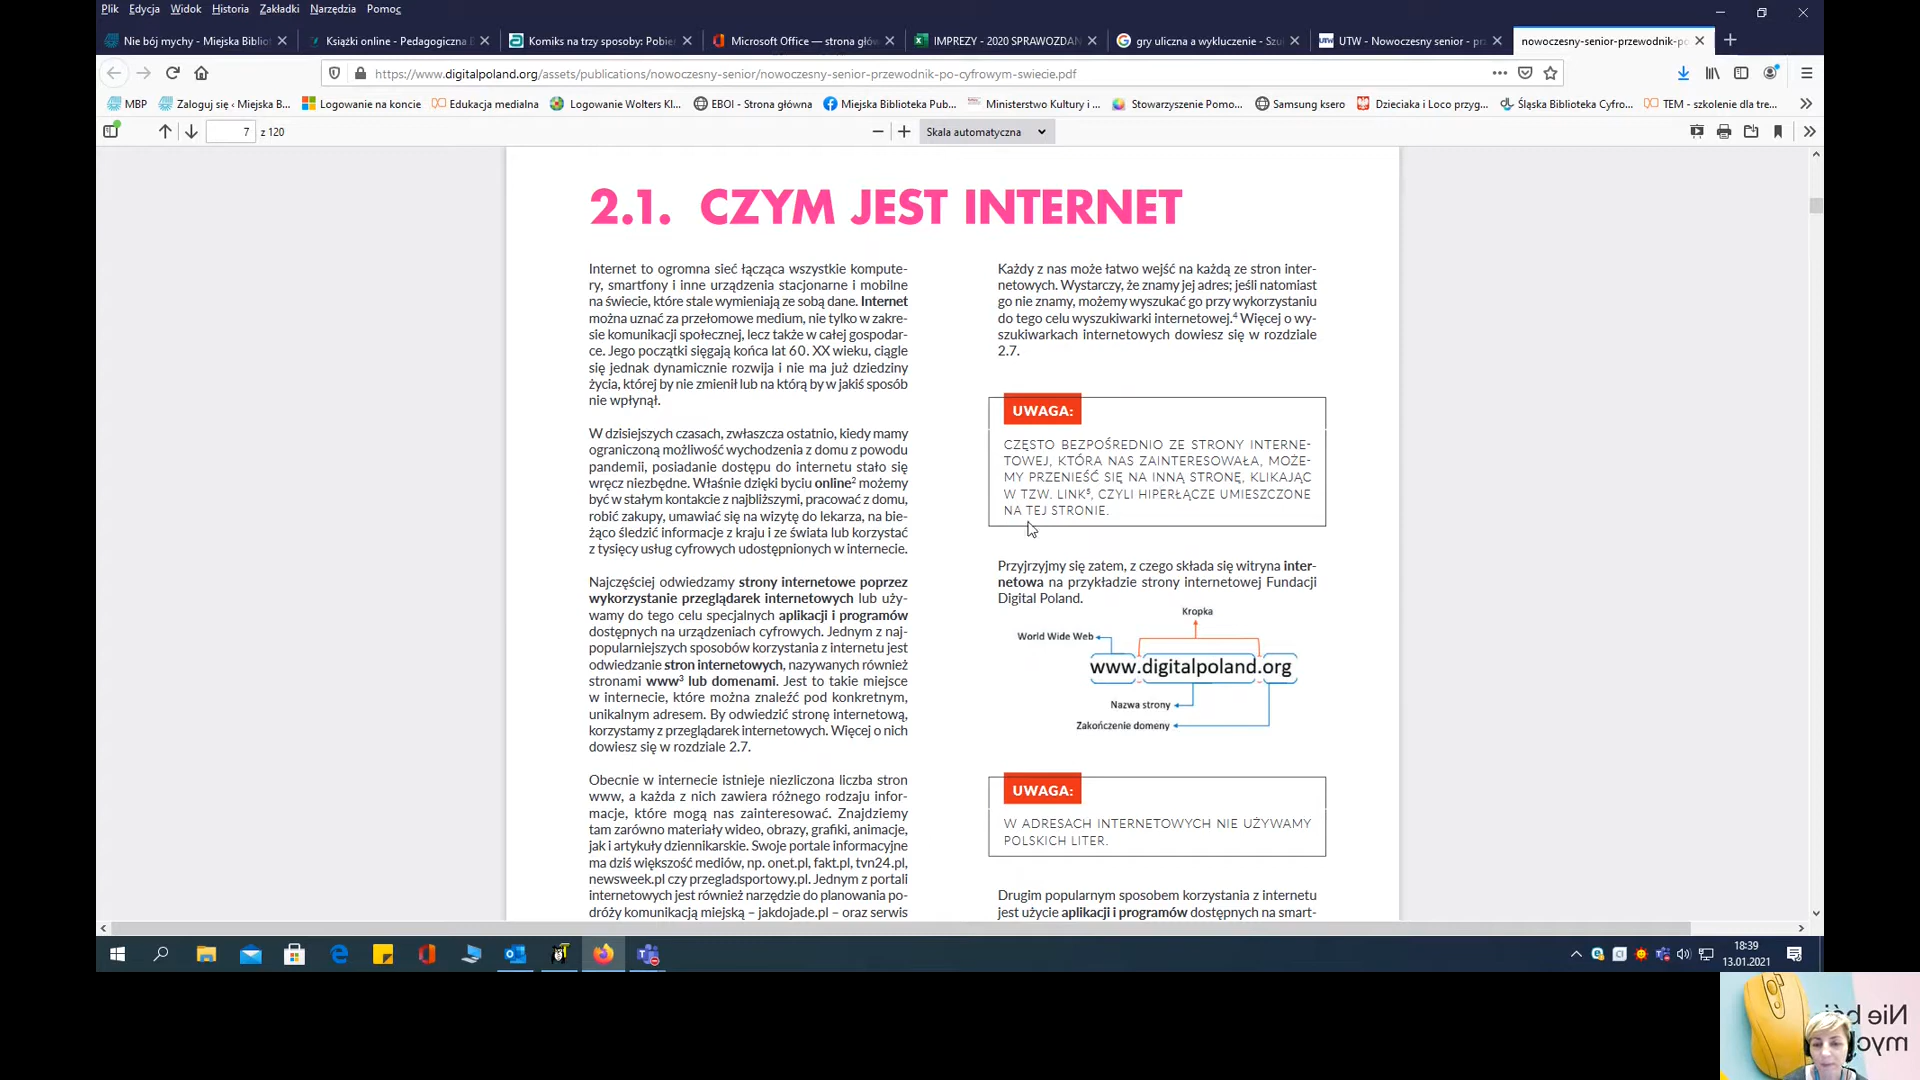 Plik Edycja Widok Historia Zakładki Narzędzia Pomoc
Nie bój mychy - Miejska Bibliot
Książki online - Pedagogiczna B
Komiks na trzy sposoby: Pobier
Microsoft Office — strona głów
IMPREZY - 2020 SPRAWOZDAN
gry uliczna a wykluczenie - Szu
UTW - Nowoczesny senior - prz
nowoczesny-senior-przewodnik-po
https://www.digitalpoland.org/assets/publications/nowoczesny-senior/nowoczesny-senior-przewodnik-po-cyfrowym-swiecie.pdf
MBP
Zaloguj się ‹ Miejska B...
Logowanie na koncie
Edukacja medialna
Logowanie Wolters Kl...
EBOI - Strona główna
Miejska Biblioteka Pub...
Ministerstwo Kultury i ...
Stowarzyszenie Pomo...
Samsung ksero
Dzieciaka i Loco przyg...
Śląska Biblioteka Cyfro...
TEM - szkolenie dla tre...
7 z 120
Skala automatyczna
2.1. CZYM JEST INTERNET
Internet to ogromna sieć łącząca wszystkie kompute-
ry, smartfony i inne urządzenia stacjonarne i mobilne
na świecie, które stale wymieniają ze sobą dane. Internet
można uznać za przełomowe medium, nie tylko w zakre-
sie komunikacji społecznej, lecz także w całej gospodar-
ce. Jego początki sięgają końca lat 60. XX wieku, ciągle
się jednak dynamicznie rozwija i nie ma już dziedziny
życia, której by nie zmienił lub na którą by w jakiś sposób
nie wpłynął.
W dzisiejszych czasach, zwłaszcza ostatnio, kiedy mamy
ograniczoną możliwość wychodzenia z domu z powodu
pandemii, posiadanie dostępu do internetu stało się
wręcz niezbędne. Właśnie dzięki byciu online² możemy
być w stałym kontakcie z najbliższymi, pracować z domu,
robić zakupy, umawiać się na wizytę do lekarza, na bie-
żąco śledzić informacje z kraju i ze świata lub korzystać
z tysięcy usług cyfrowych udostępnionych w internecie.
Najczęściej odwiedzamy strony internetowe poprzez
wykorzystanie przeglądarek internetowych lub uży-
wamy do tego celu specjalnych aplikacji i programów
dostępnych na urządzeniach cyfrowych. Jednym z naj-
popularniejszych sposobów korzystania z internetu jest
odwiedzanie stron internetowych, nazywanych również
stronami www³ lub domenami. Jest to takie miejsce
w internecie, które można znaleźć pod konkretnym,
unikalnym adresem. By odwiedzić stronę internetową,
korzystamy z przeglądarek internetowych. Więcej o nich
dowiesz się w rozdziale 2.7.
Obecnie w internecie istnieje niezliczona liczba stron
www, a każda z nich zawiera różnego rodzaju infor-
macje, które mogą nas zainteresować. Znajdziemy
tam zarówno materiały wideo, obrazy, grafiki, animacje,
jak i artykuły dziennikarskie. Swoje portale informacyjne
ma dziś większość mediów, np. onet.pl, fakt.pl, tvn24.pl,
newsweek.pl czy przegladsportowy.pl. Jednym z portali
internetowych jest również narzędzie do planowania po-
dróży komunikacją miejską – jakdojade.pl – oraz serwis
Każdy z nas może łatwo wejść na każdą ze stron inter-
netowych. Wystarczy, że znamy jej adres; jeśli natomiast
go nie znamy, możemy wyszukać go przy wykorzystaniu
do tego celu wyszukiwarki internetowej.⁴ Więcej o wy-
szukiwarkach internetowych dowiesz się w rozdziale
2.7.
UWAGA:
CZĘSTO BEZPOŚREDNIO ZE STRONY INTERNE-
TOWEJ, KTÓRA NAS ZAINTERESOWAŁA, MOŻE-
MY PRZENIEŚĆ SIĘ NA INNĄ STRONĘ, KLIKAJĄC
W TZW. LINK⁵, CZYLI HIPERŁĄCZE UMIESZCZONE
NA TEJ STRONIE.
Przyjrzyjmy się zatem, z czego składa się witryna inter-
netowa na przykładzie strony internetowej Fundacji
Digital Poland.
Kropka
World Wide Web
www.digitalpoland.org
Nazwa strony
Zakończenie domeny
UWAGA:
W ADRESACH INTERNETOWYCH NIE UŻYWAMY
POLSKICH LITER.
Drugim popularnym sposobem korzystania z internetu
jest użycie aplikacji i programów dostępnych na smart-
18:39
13.01.2021
Nie bój
mych